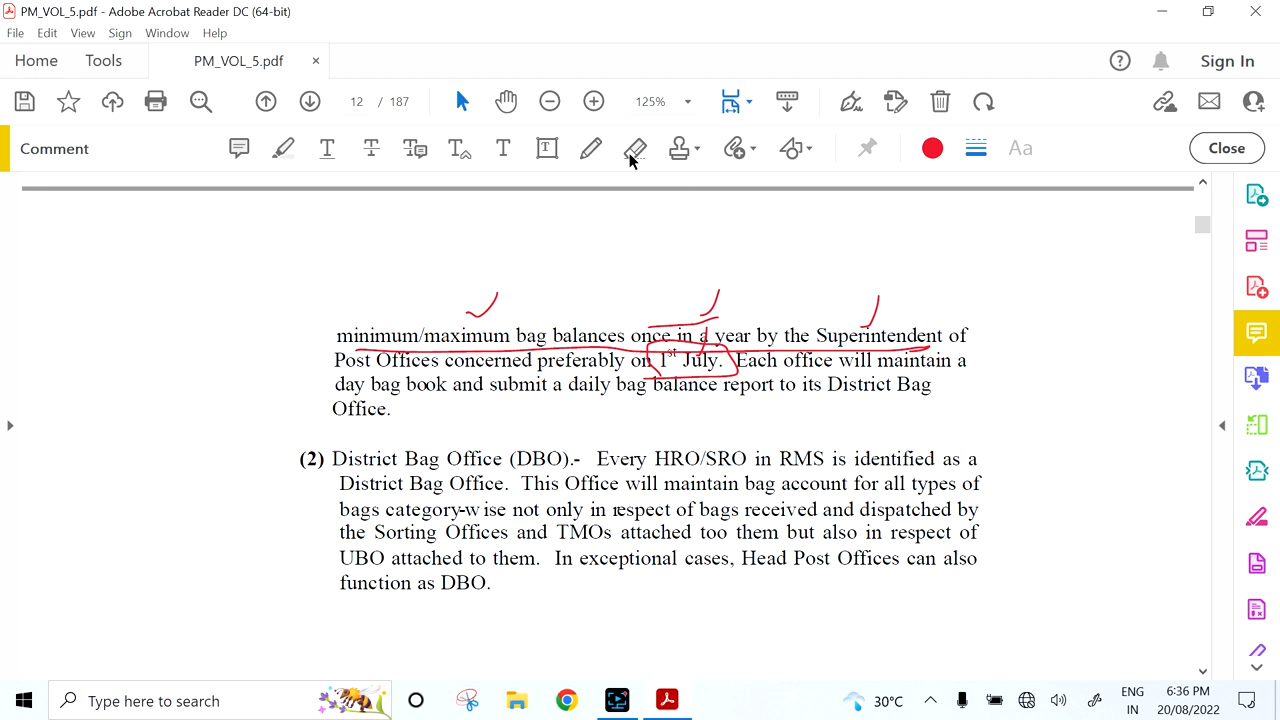 PM_VOL_5.pdf - Adobe Acrobat Reader DC (64-bit)
File Edit View Sign Window Help
Home Tools PM_VOL_5.pdf × Sign In
12 / 187 125%
Comment T T T T T Aa Close
minimum/maximum bag balances once in a year by the Superintendent of
Post Offices concerned preferably on 1st July. Each office will maintain a
day bag book and submit a daily bag balance report to its District Bag
Office.
(2) District Bag Office (DBO).- Every HRO/SRO in RMS is identified as a
District Bag Office. This Office will maintain bag account for all types of
bags category-w ise not only in respect of bags received and dispatched by
the Sorting Offices and TMOs attached too them but also in respect of
UBO attached to them. In exceptional cases, Head Post Offices can also
function as DBO.
Type here to search 30°C ENG 6:36 PM
IN 20/08/2022